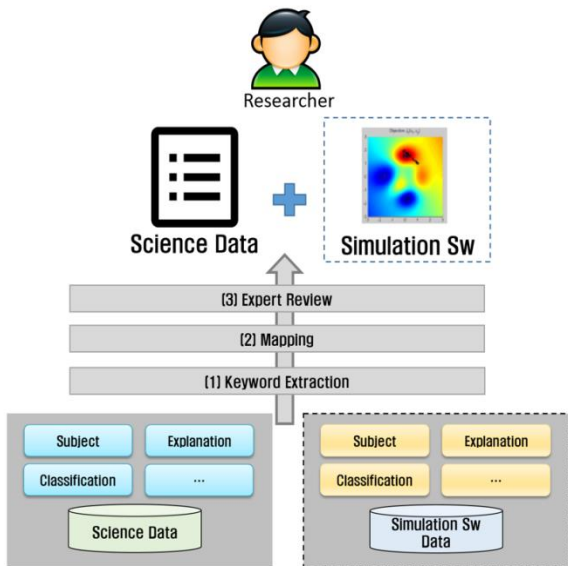 Researcher
Science Data
Simulation Sw
[3] Expert Review
[2] Mapping
[1] Keyword Extraction
Subject
Explanation
Classification
...
Science Data
Subject
Explanation
Classification
...
Simulation Sw
Data